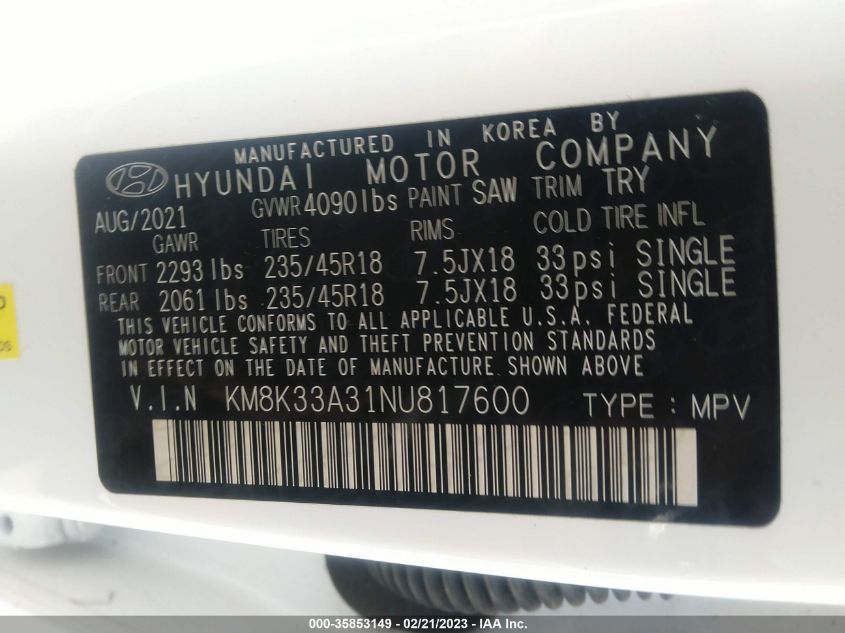 MANUFACTURED IN KOREA BY
HYUNDAI MOTOR COMPANY
AUG/2021 GVWR 4090lbs PAINT SAW TRIM TRY
GAWR TIRES RIMS COLD TIRE INFL
FRONT 2293 lbs 235/45R18 7.5JX18 33psi SINGLE
REAR 2061 lbs 235/45R18 7.5JX18 33psi SINGLE
THIS VEHICLE CONFORMS TO ALL APPLICABLE U.S.A. FEDERAL
MOTOR VEHICLE SAFETY AND THEFT PREVENTION STANDARDS
IN EFFECT ON THE DATE OF MANUFACTURE SHOWN ABOVE.
V.I.N KM8K33A31NU817600 TYPE : MPV
000-35853149 - 02/21/2023 - IAA Inc.